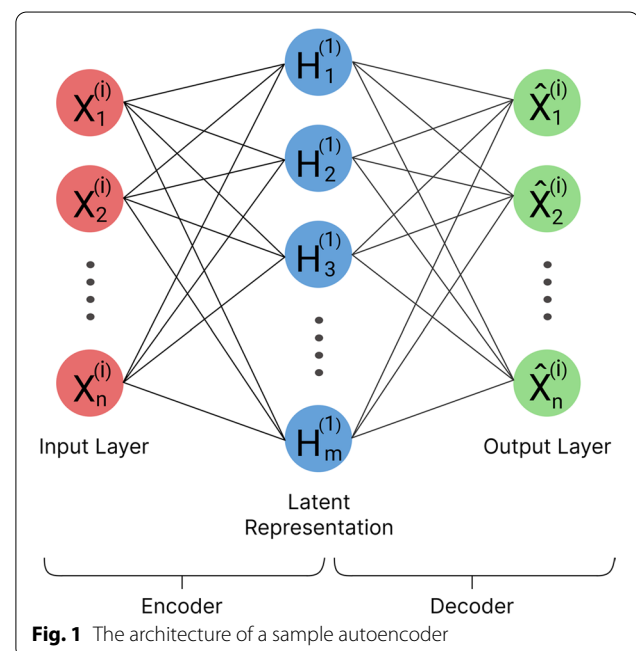 X₁⁽ⁱ⁾
X₂⁽ⁱ⁾
Xₙ⁽ⁱ⁾
Input Layer
H₁⁽¹⁾
H₂⁽¹⁾
H₃⁽¹⁾
Hₘ⁽¹⁾
Latent
Representation
X̂₁⁽ⁱ⁾
X̂₂⁽ⁱ⁾
X̂ₙ⁽ⁱ⁾
Output Layer
Encoder
Decoder
Fig. 1 The architecture of a sample autoencoder